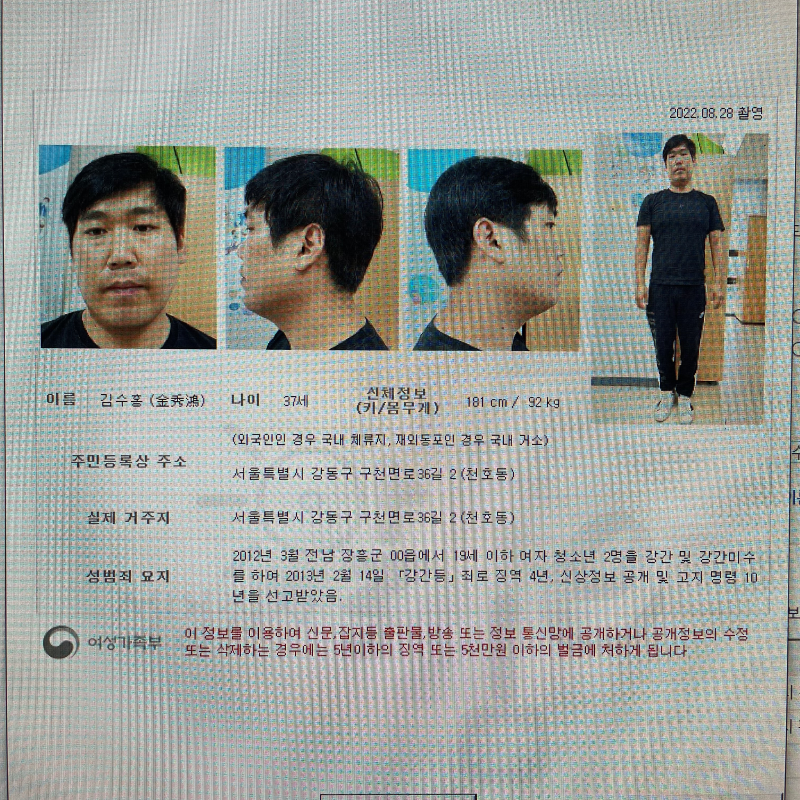 2022.08.28 촬영
이름 김수홍 (金秀鴻) 나이 37세 신체정보 (키/몸무게) 181 cm / 92 kg
(외국인인 경우 국내 체류지, 재외동포인 경우 국내 거소)
주민등록상 주소 서울특별시 강동구 구천면로36길 2 (천호동)
실제 거주지 서울특별시 강동구 구천면로36길 2 (천호동)
성범죄 요지
2012년 3월 전남 장흥군 00읍에서 19세 이하 여자 청소년 2명을 강간 및 강간미수
를 하여 2013년 2월 14일 「강간등」죄로 징역 4년, 신상정보 공개 및 고지 명령 10
년을 선고받았음.
여성가족부
이 정보를 이용하여 신문,잡지등 출판물,방송 또는 정보 통신망에 공개하거나 공개정보의 수정
또는 삭제하는 경우에는 5년이하의 징역 또는 5천만원 이하의 벌금에 처하게 됩니다